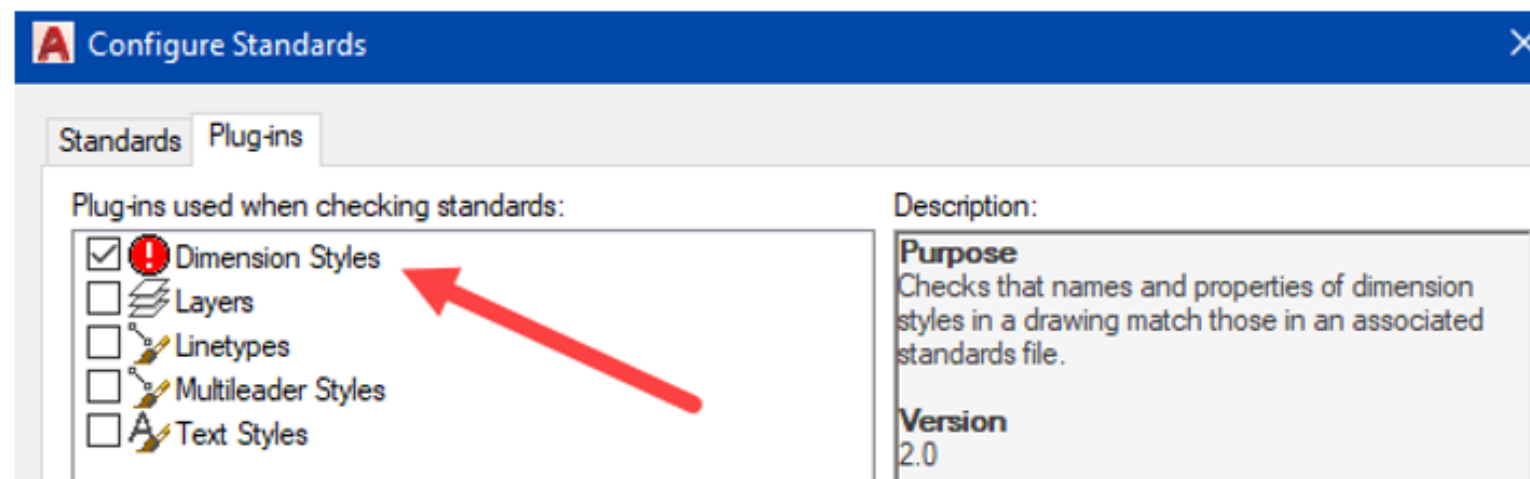 Configure Standards
Standards
Plug-ins
Plug-ins used when checking standards:
Dimension Styles
Layers
Linetypes
Multileader Styles
Text Styles
Description:
Purpose
Checks that names and properties of dimension
styles in a drawing match those in an associated
standards file.
Version
2.0